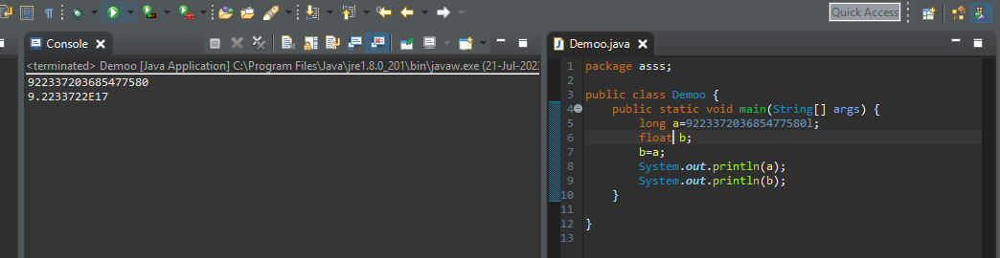 Quick Access
Console
<terminated> Demoo [Java Application] C:\Program Files\Java\jre1.8.0_201\bin\javaw.exe (21-Jul-202
922337203685477580
9.2233722E17
Demoo.java
1 package asss;
2
3 public class Demoo {
4 public static void main(String[] args) {
5 long a=922337203685477580l;
6 float b;
7 b=a;
8 System.out.println(a);
9 System.out.println(b);
10 }
11
12 }
13